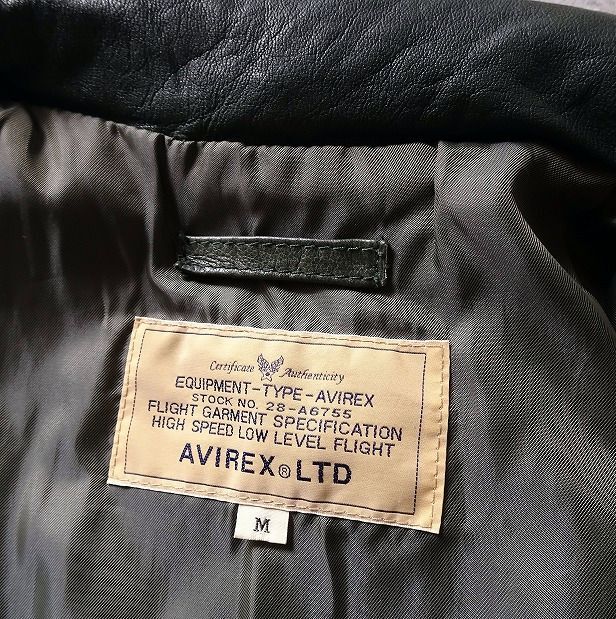 Certificate Authenticity
EQUIPMENT-TYPE-AVIREX
STOCK NO. 28-A6755
FLIGHT GARMENT SPECIFICATION
HIGH SPEED LOW LEVEL FLIGHT
AVIREX® LTD
M